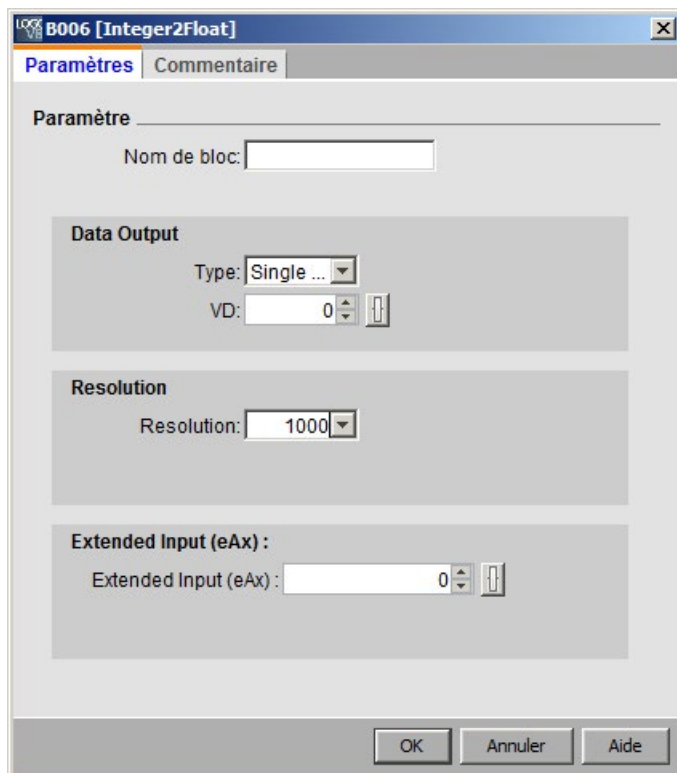 B006 [Integer2Float]
Paramètres Commentaire
Paramètre
Nom de bloc:
Data Output
Type: Single ...
VD: 0
Resolution
Resolution: 1000
Extended Input (eAx) :
Extended Input (eAx) : 0
OK Annuler Aide